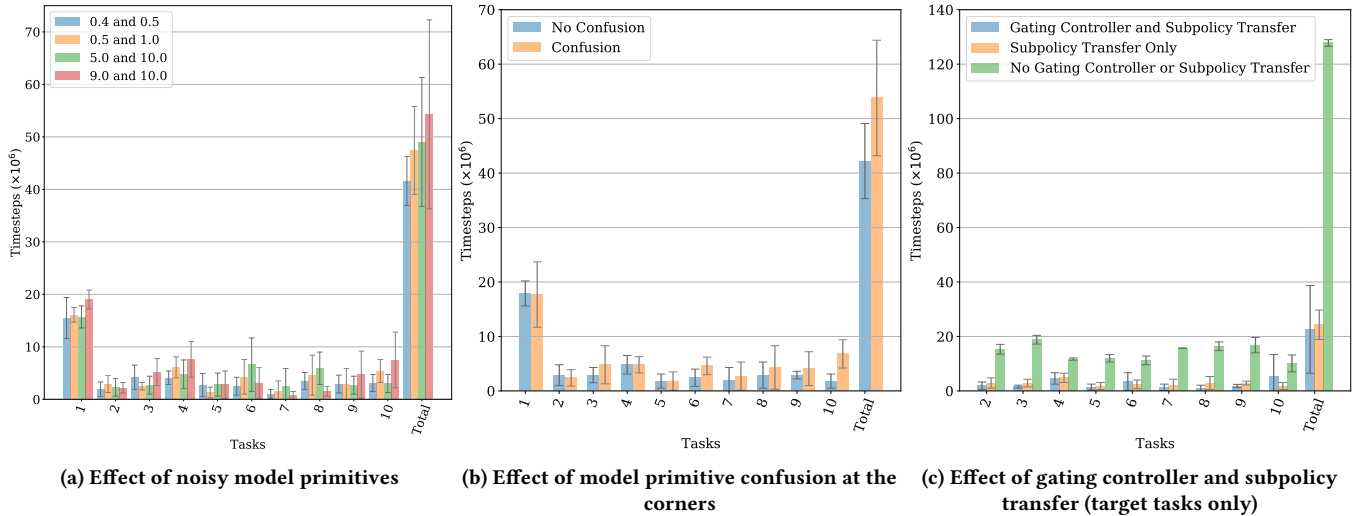 70
60
50
40
30
20
10
0
Timesteps (×10⁶)
0.4 and 0.5
0.5 and 1.0
5.0 and 10.0
9.0 and 10.0
1 2 3 4 5 6 7 8 9 10 Total
Tasks
(a) Effect of noisy model primitives
70
60
50
40
30
20
10
0
Timesteps (×10⁶)
No Confusion
Confusion
1 2 3 4 5 6 7 8 9 10 Total
Tasks
(b) Effect of model primitive confusion at the
corners
140
120
100
80
60
40
20
0
Timesteps (×10⁶)
Gating Controller and Subpolicy Transfer
Subpolicy Transfer Only
No Gating Controller or Subpolicy Transfer
2 3 4 5 6 7 8 9 10 Total
Tasks
(c) Effect of gating controller and subpolicy
transfer (target tasks only)